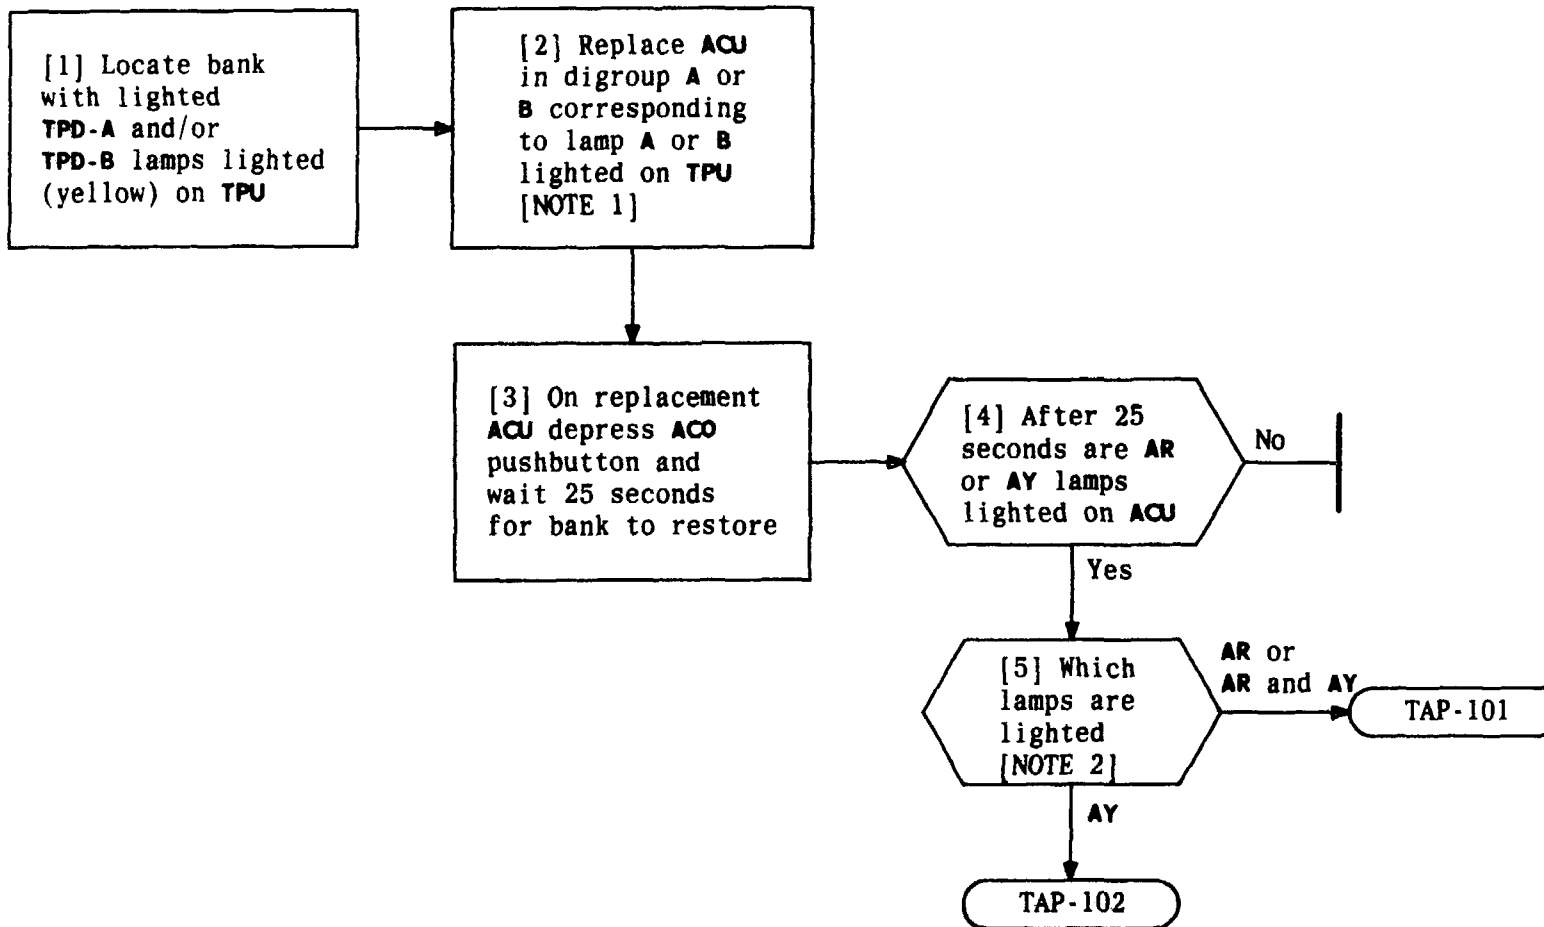 [1] Locate bank
with lighted
TPD-A and/or
TPD-B lamps lighted
(yellow) on TPU
[2] Replace ACU
in digroup A or
B corresponding
to lamp A or B
lighted on TPU
[NOTE 1]
[3] On replacement
ACU depress ACO
pushbutton and
wait 25 seconds
for bank to restore
[4] After 25
seconds are AR
or AY lamps
lighted on ACU
No
Yes
[5] Which
lamps are
lighted
[NOTE 2]
AR or
AR and AY
TAP-101
AY
TAP-102